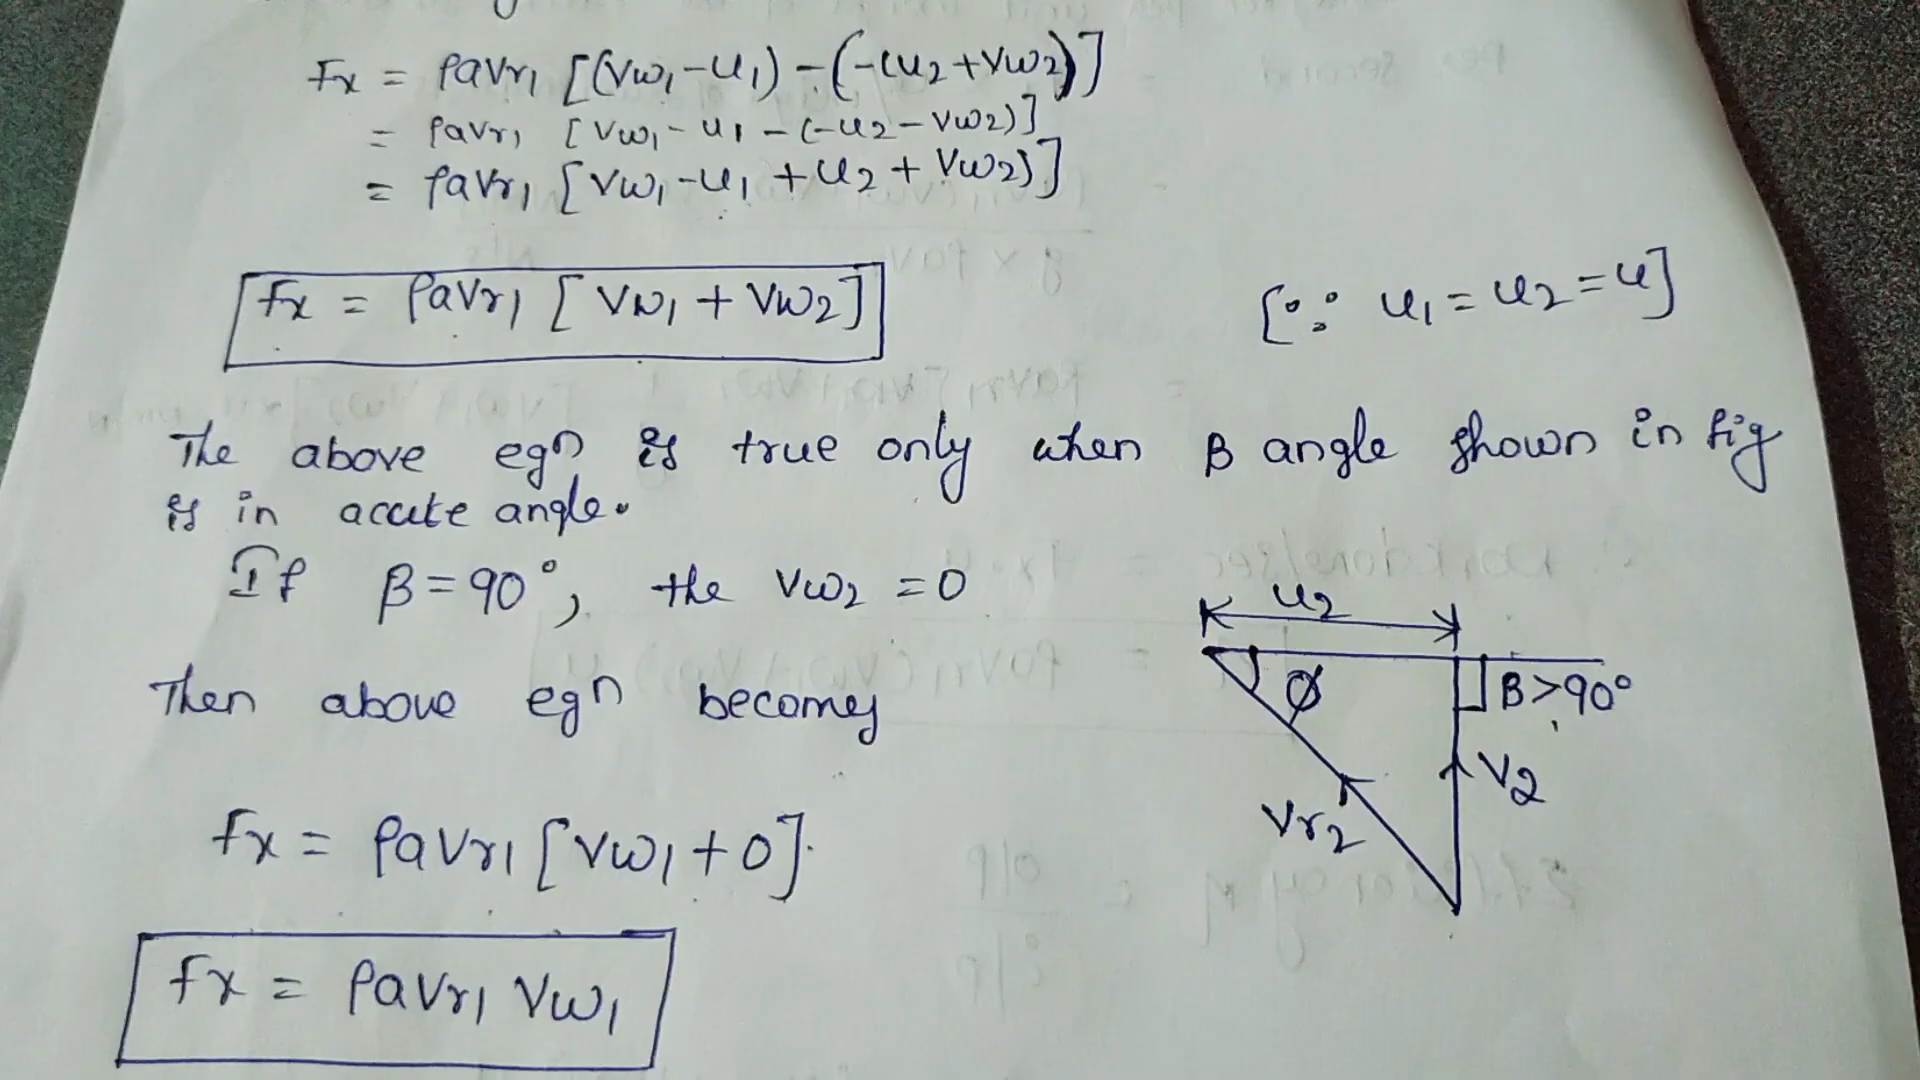 Fx = ρavr1 [(Vw1-u1) - (-(u2+Vw2)]
= ρavr1 [Vw1-u1 - (-u2-Vw2)]
= ρavr1 [Vw1-u1 + u2 + Vw2)]
Fx = ρavr1 [Vw1 + Vw2]
[∵ u1 = u2 = u]
The above eqn is true only when β angle shown in fig
is in acute angle.
If β = 90°, the Vw2 = 0
u2
Then above eqn becomes
φ
β>90°
V2
Vr2
Fx = ρavr1 [Vw1 + 0].
Fx = ρavr1 Vw1